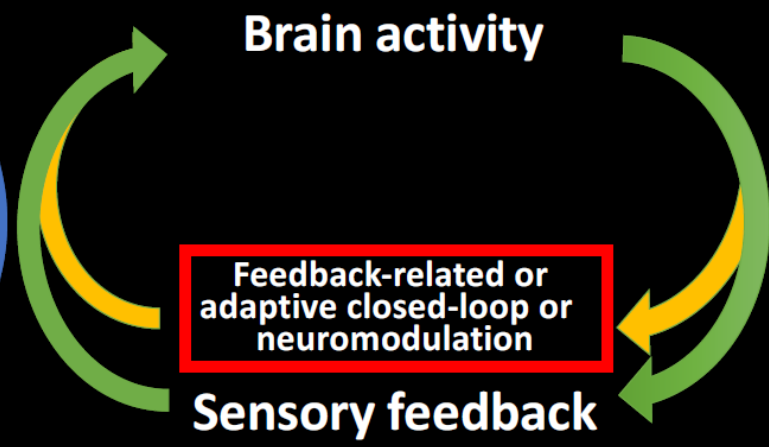 Brain activity
Feedback-related or
adaptive closed-loop or
neuromodulation
Sensory feedback